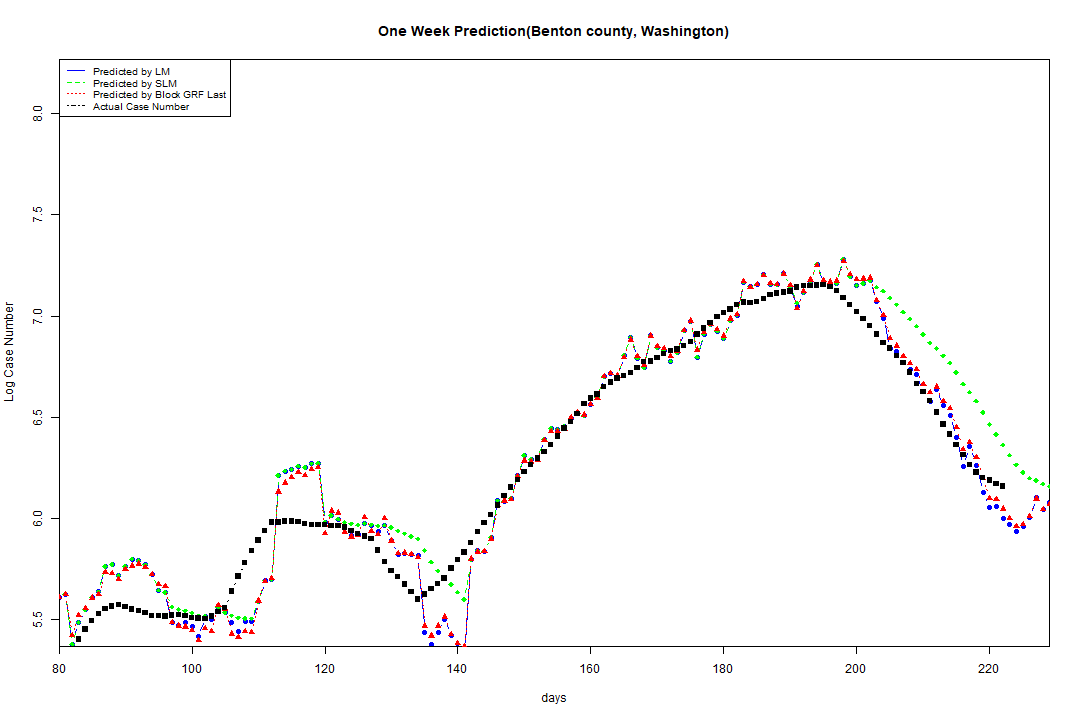 One Week Prediction(Benton county, Washington)
Predicted by LM
Predicted by SLM
Predicted by Block GRF Last
Actual Case Number
8.0
7.5
7.0
6.5
6.0
5.5
Log Case Number
80 100 120 140 160 180 200 220
days